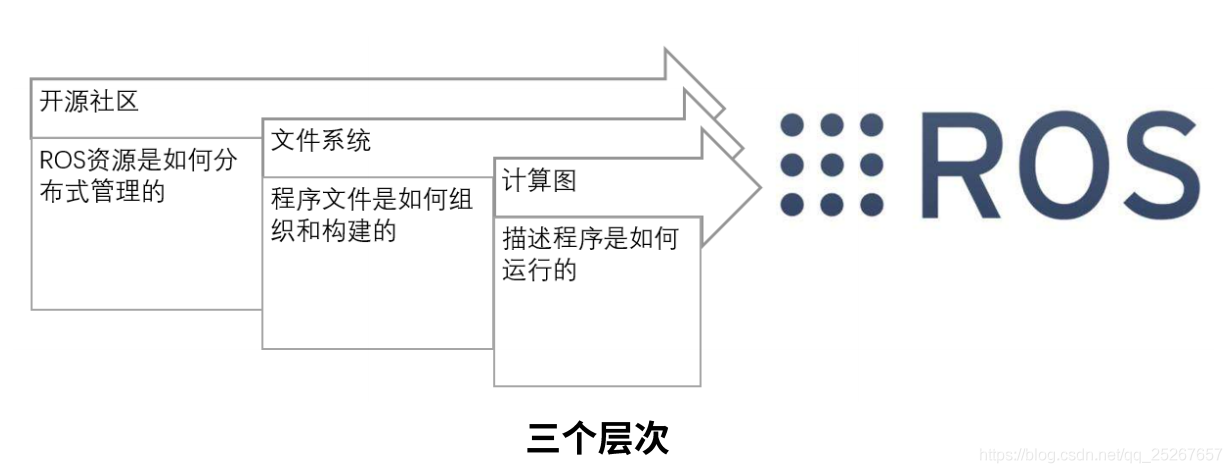 开源社区
ROS资源是如何分
布式管理的
文件系统
程序文件是如何组
织和构建的
计算图
描述程序是如何
运行的
ROS
三个层次
https://blog.csdn.net/qq_25267657